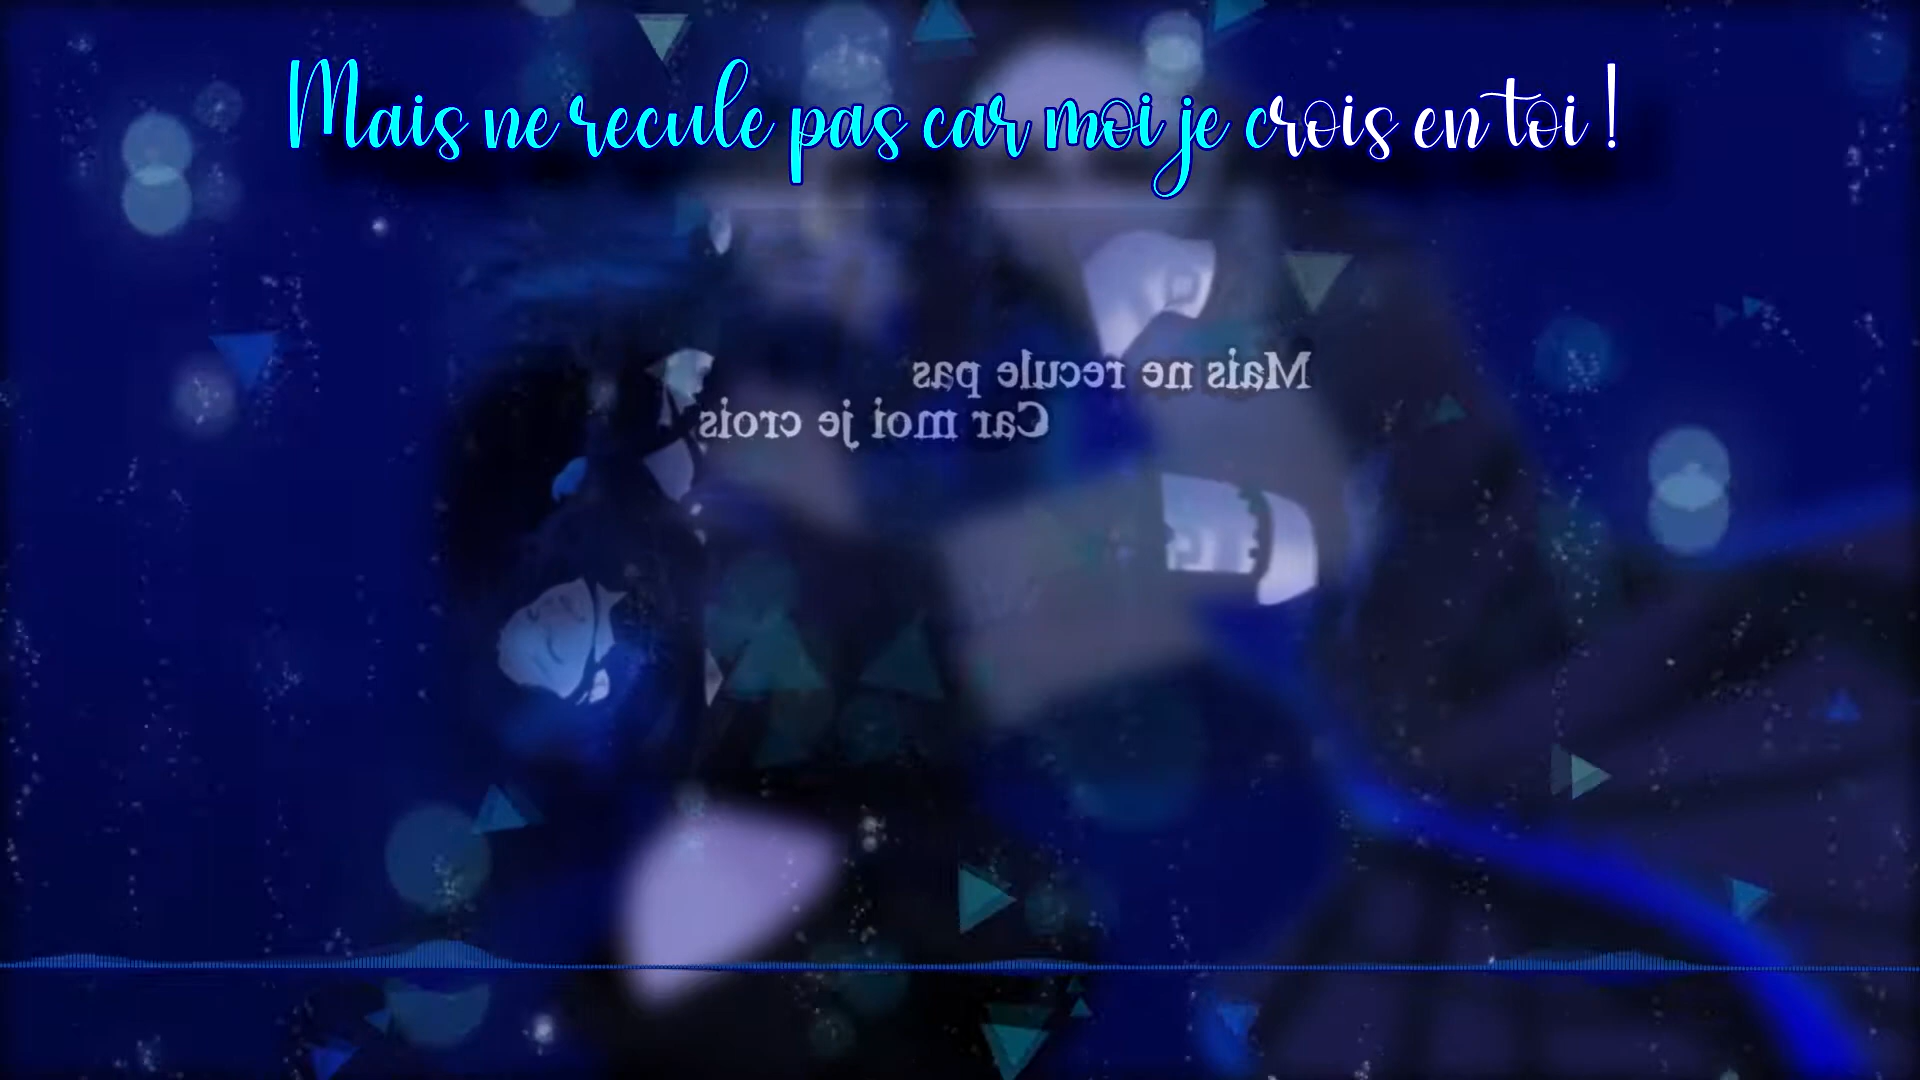 Mais ne recule pas car moi je crois en toi !
Mais ne recule pas
Car moi je crois